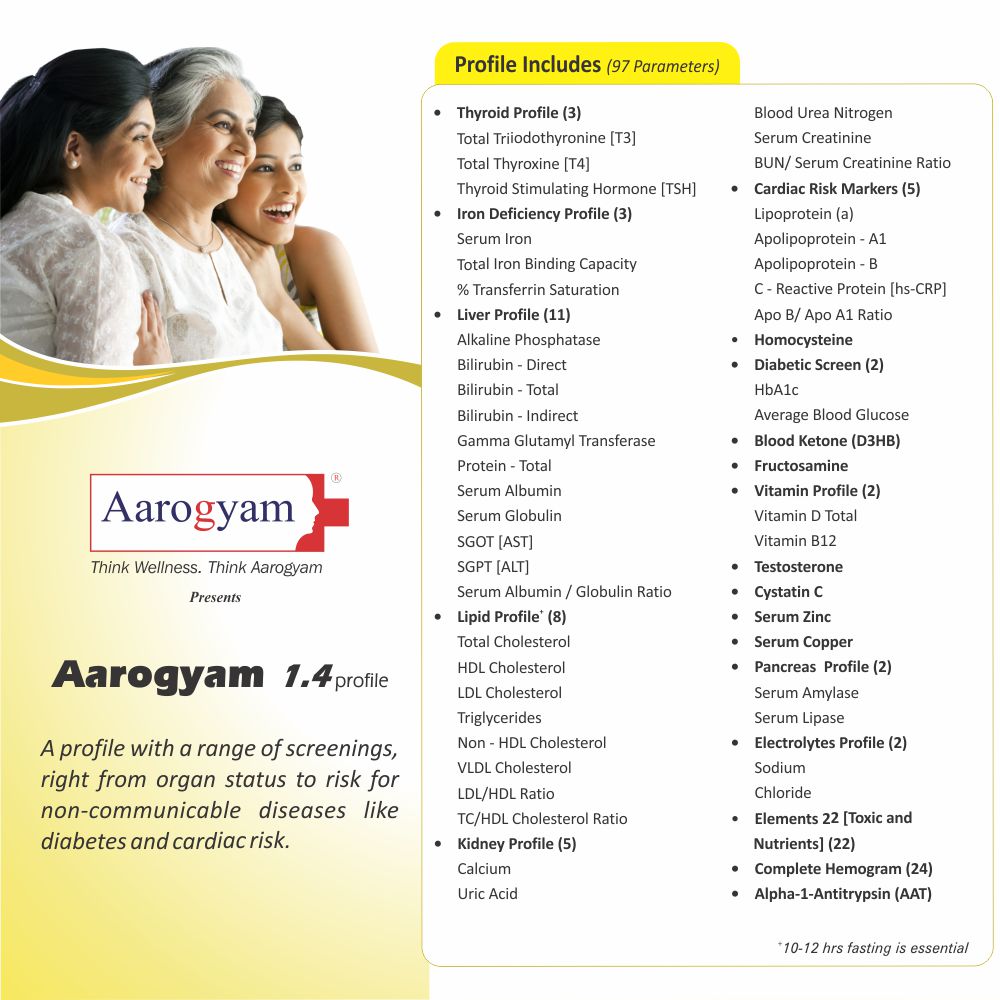 Aarogyam ®
Think Wellness. Think Aarogyam
Presents
Aarogyam 1.4 profile
A profile with a range of screenings,
right from organ status to risk for
non-communicable diseases like
diabetes and cardiac risk.
Profile Includes (97 Parameters)
• Thyroid Profile (3)
Total Triiodothyronine [T3]
Total Thyroxine [T4]
Thyroid Stimulating Hormone [TSH]
• Iron Deficiency Profile (3)
Serum Iron
Total Iron Binding Capacity
% Transferrin Saturation
• Liver Profile (11)
Alkaline Phosphatase
Bilirubin - Direct
Bilirubin - Total
Bilirubin - Indirect
Gamma Glutamyl Transferase
Protein - Total
Serum Albumin
Serum Globulin
SGOT [AST]
SGPT [ALT]
Serum Albumin / Globulin Ratio
• Lipid Profile⁺ (8)
Total Cholesterol
HDL Cholesterol
LDL Cholesterol
Triglycerides
Non - HDL Cholesterol
VLDL Cholesterol
LDL/HDL Ratio
TC/HDL Cholesterol Ratio
• Kidney Profile (5)
Calcium
Uric Acid
Blood Urea Nitrogen
Serum Creatinine
BUN/ Serum Creatinine Ratio
• Cardiac Risk Markers (5)
Lipoprotein (a)
Apolipoprotein - A1
Apolipoprotein - B
C - Reactive Protein [hs-CRP]
Apo B/ Apo A1 Ratio
• Homocysteine
• Diabetic Screen (2)
HbA1c
Average Blood Glucose
• Blood Ketone (D3HB)
• Fructosamine
• Vitamin Profile (2)
Vitamin D Total
Vitamin B12
• Testosterone
• Cystatin C
• Serum Zinc
• Serum Copper
• Pancreas Profile (2)
Serum Amylase
Serum Lipase
• Electrolytes Profile (2)
Sodium
Chloride
• Elements 22 [Toxic and
Nutrients] (22)
• Complete Hemogram (24)
• Alpha-1-Antitrypsin (AAT)
⁺10-12 hrs fasting is essential